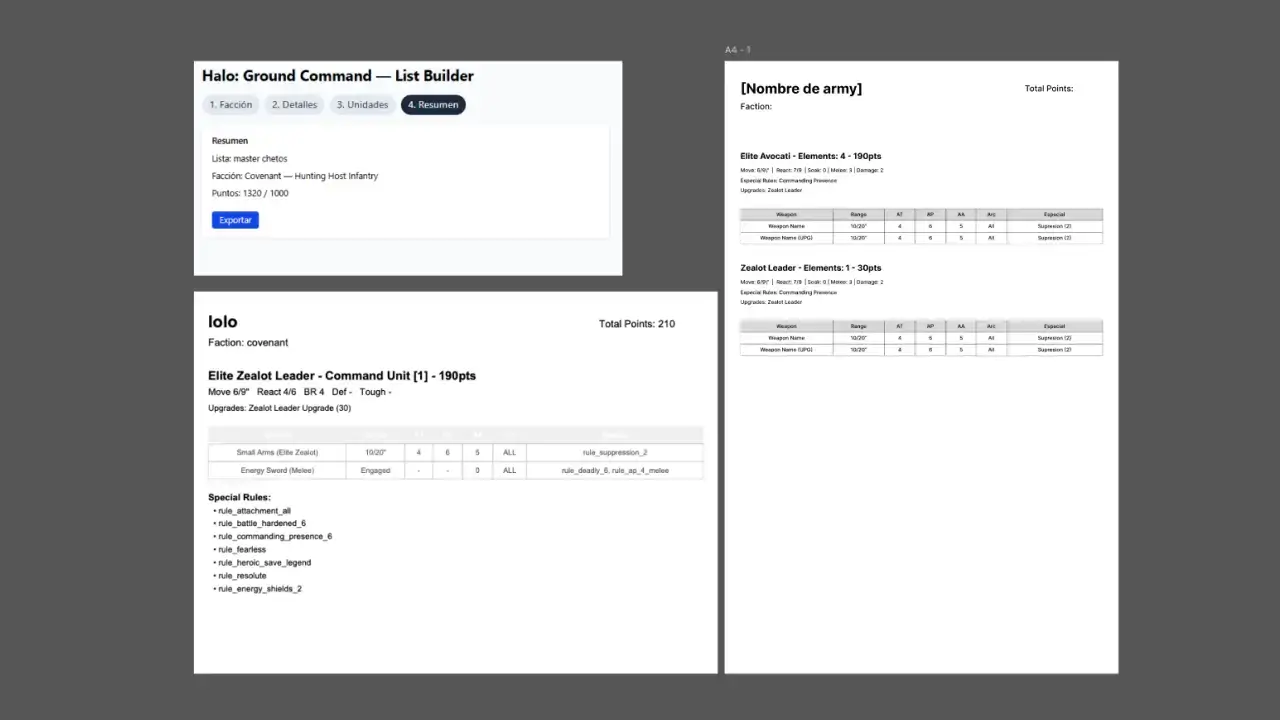 Halo: Ground Command — List Builder
1. Facción 2. Detalles 3. Unidades 4. Resumen
Resumen
Lista: master chetos
Facción: Covenant — Hunting Host Infantry
Puntos: 1320 / 1000
Exportar
lolo
Total Points: 210
Faction: covenant
Elite Zealot Leader - Command Unit [1] - 190pts
Move 6/9" React 4/6 BR 4 Def - Tough -
Upgrades: Zealot Leader Upgrade (30)
Small Arms (Elite Zealot) 10/20" 4 6 5 ALL rule_suppression_2
Energy Sword (Melee) Engaged - - 0 ALL rule_deadly_6, rule_ap_4_melee
Special Rules:
• rule_attachment_all
• rule_battle_hardened_6
• rule_commanding_presence_6
• rule_fearless
• rule_heroic_save_legend
• rule_resolute
• rule_energy_shields_2
A4 - 1
[Nombre de army]
Total Points:
Faction:
Elite Avocati - Elements: 4 - 190pts
Move: 6/9\" | React: 7/9 | Soak: 0 | Melee: 3 | Damage: 2
Especial Rules: Commanding Presence
Upgrades: Zealot Leader
Weapon Range AT AP AA Arc Especial
Weapon Name 10/20" 4 6 5 All Supresion (2)
Weapon Name (UPG) 10/20" 4 6 5 All Supresion (2)
Zealot Leader - Elements: 1 - 30pts
Move: 6/9\" | React: 7/9 | Soak: 0 | Melee: 3 | Damage: 2
Especial Rules: Commanding Presence
Upgrades: Zealot Leader
Weapon Range AT AP AA Arc Especial
Weapon Name 10/20" 4 6 5 All Supresion (2)
Weapon Name (UPG) 10/20" 4 6 5 All Supresion (2)